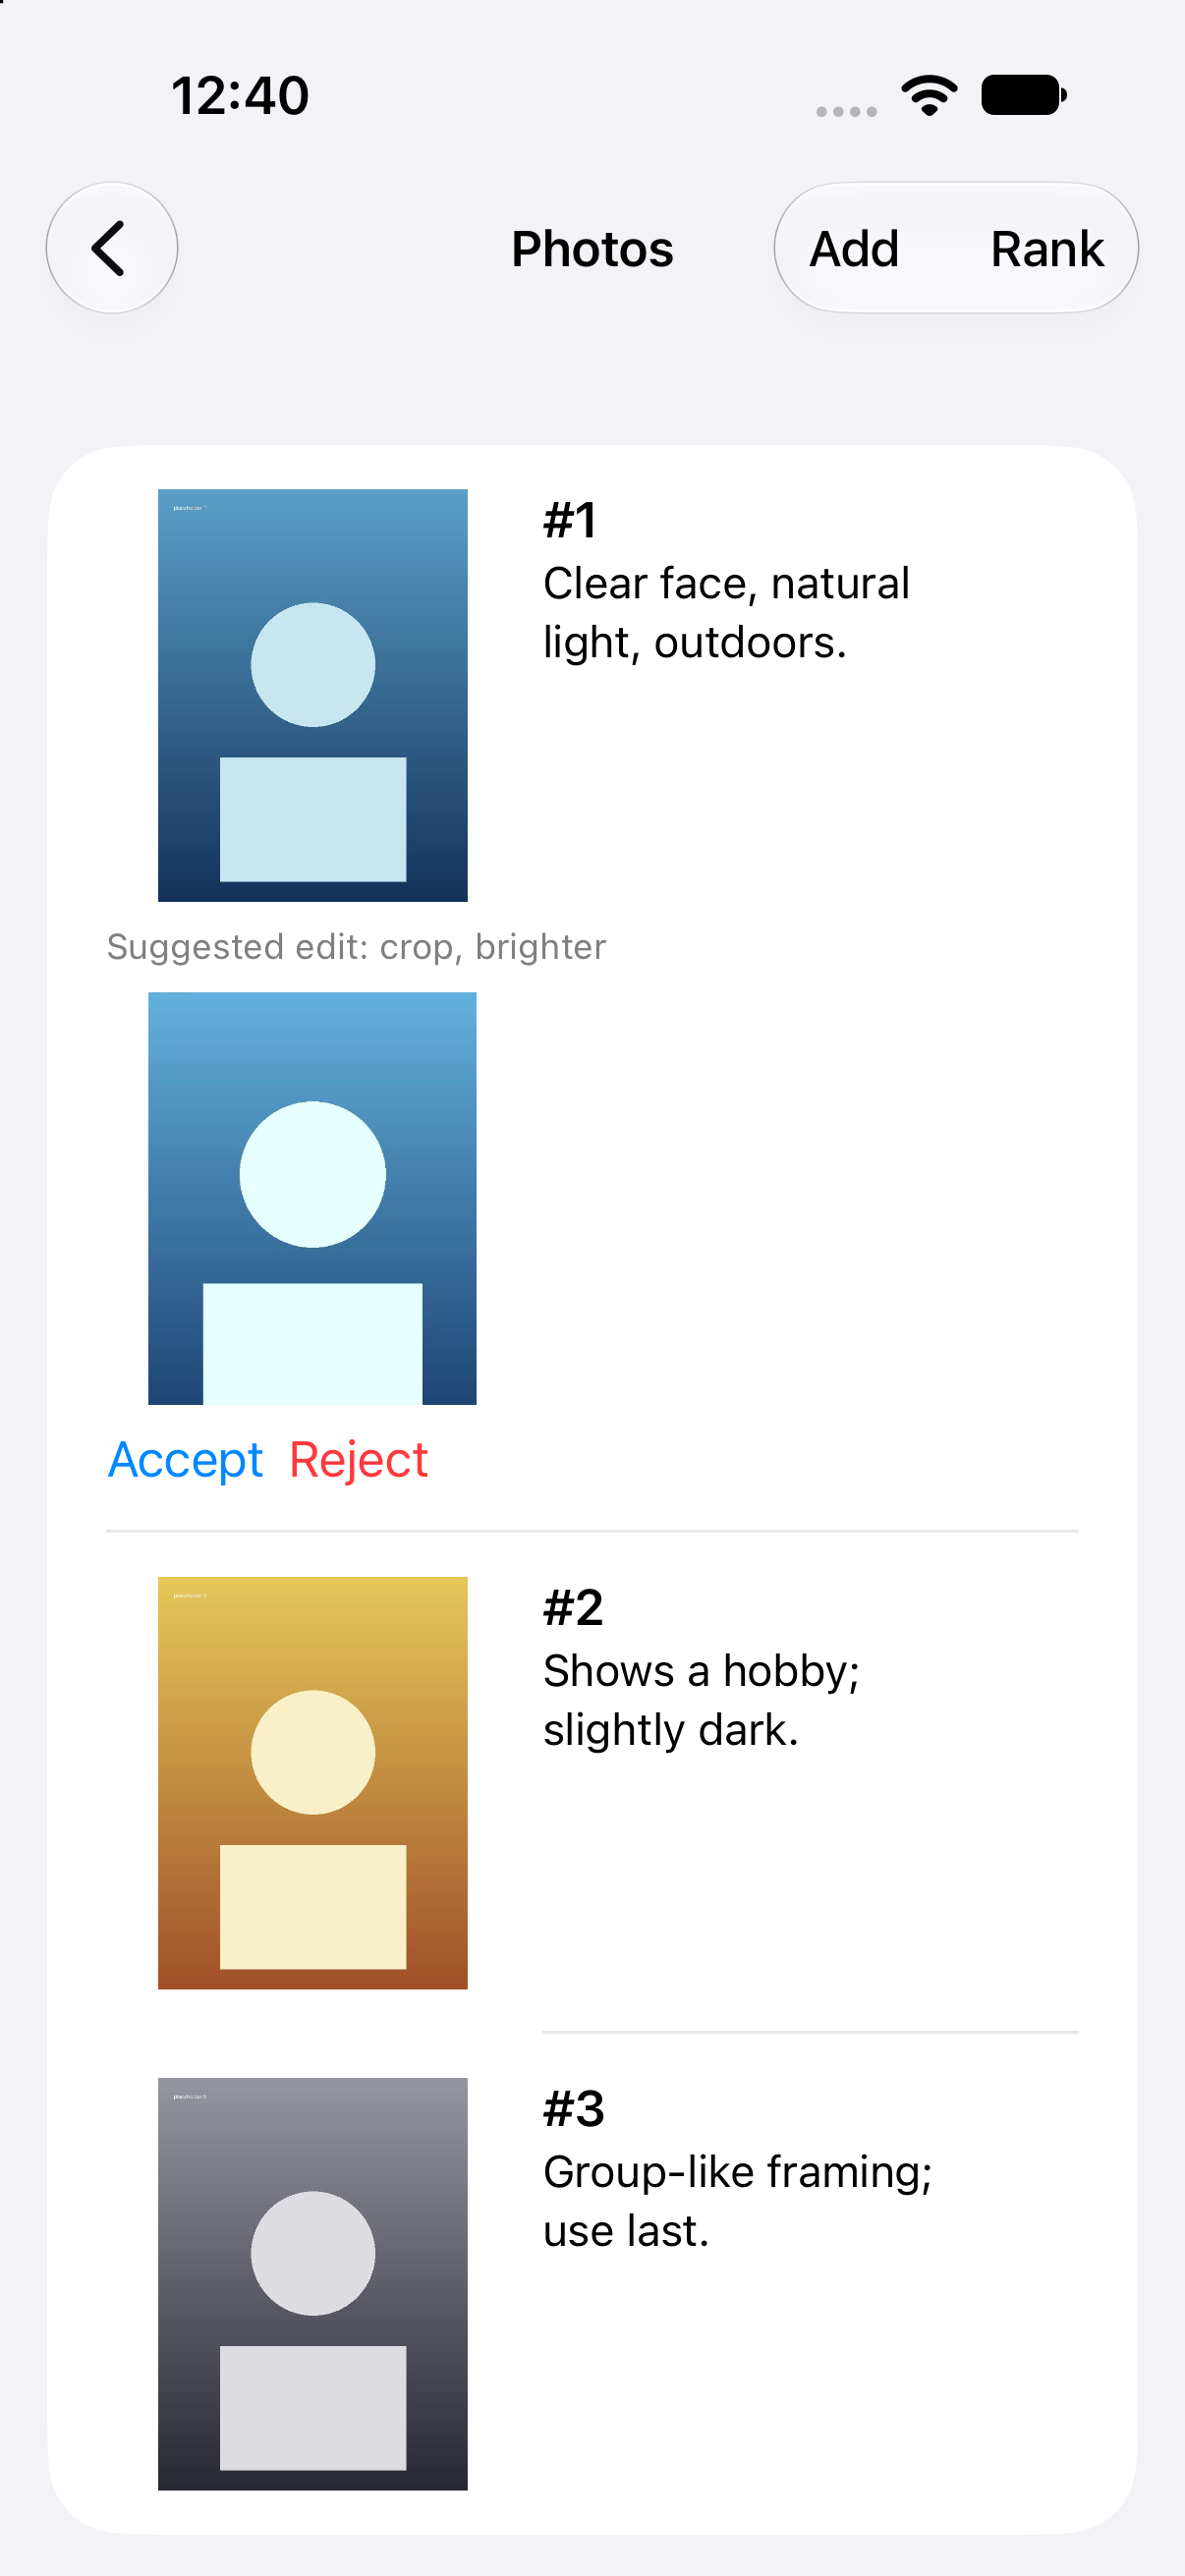 12:40
Photos
Add
Rank
#1
Clear face, natural
light, outdoors.
Suggested edit: crop, brighter
Accept Reject
#2
Shows a hobby;
slightly dark.
#3
Group-like framing;
use last.